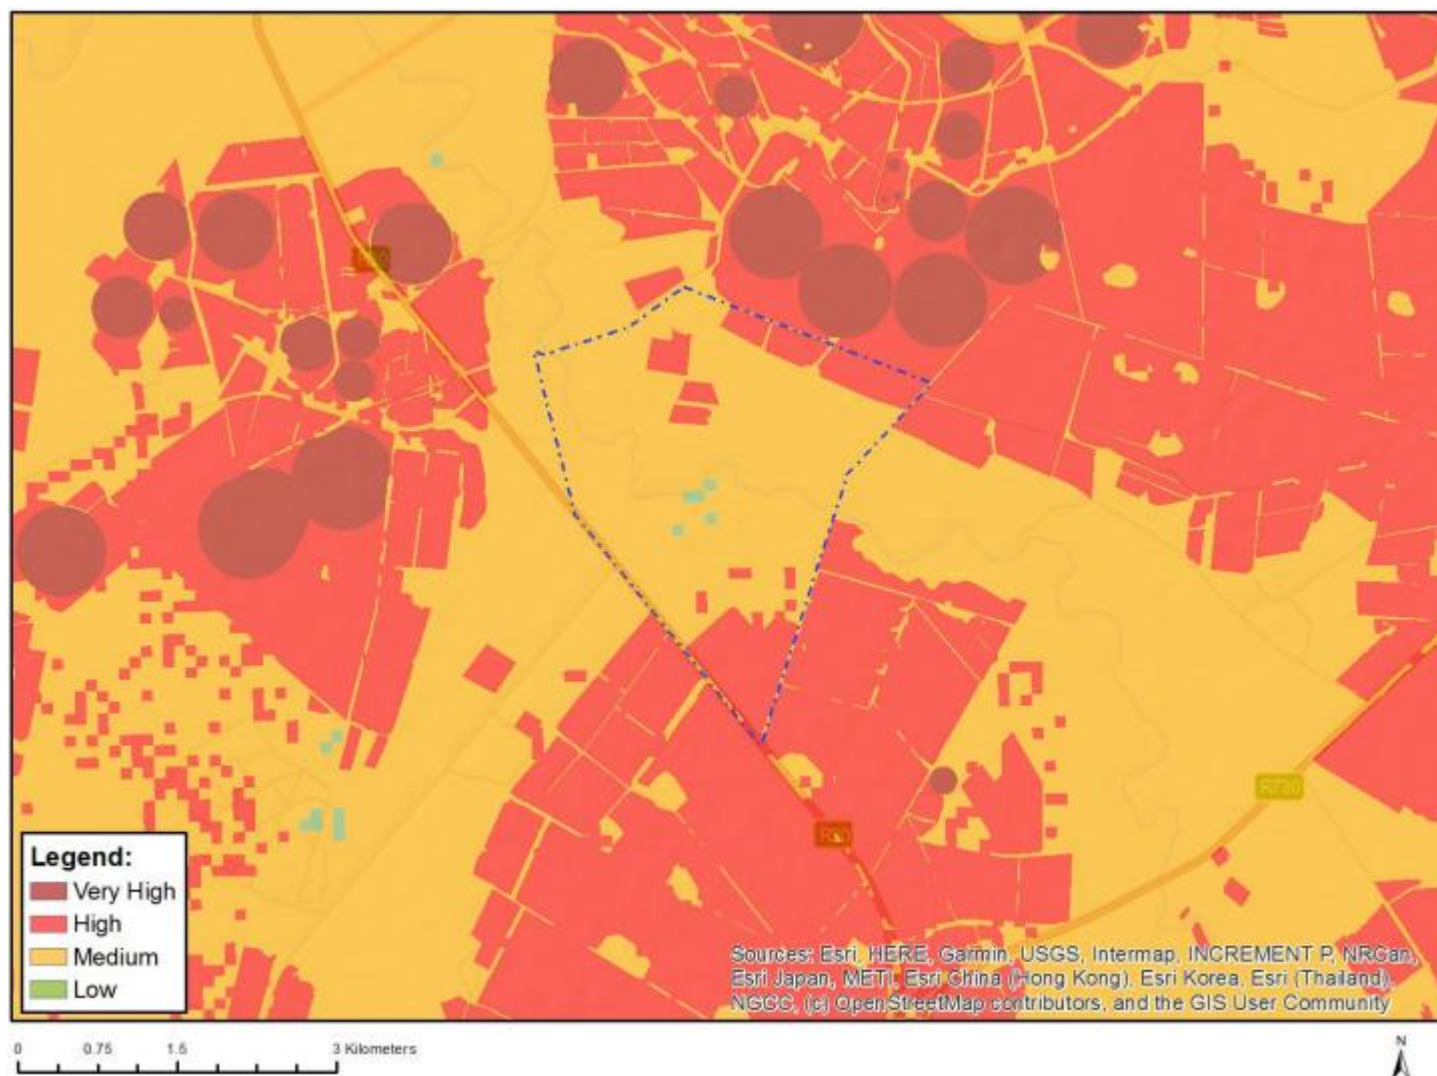 R730
R30
Legend:
Very High
High
Medium
Low
Sources: Esri, HERE, Garmin, USGS, Intermap, INCREMENT P, NRCan,
Esri Japan, METI, Esri China (Hong Kong), Esri Korea, Esri (Thailand),
NGCC, (c) OpenStreetMap contributors, and the GIS User Community
0 0.75 1.5 3 Kilometers
N